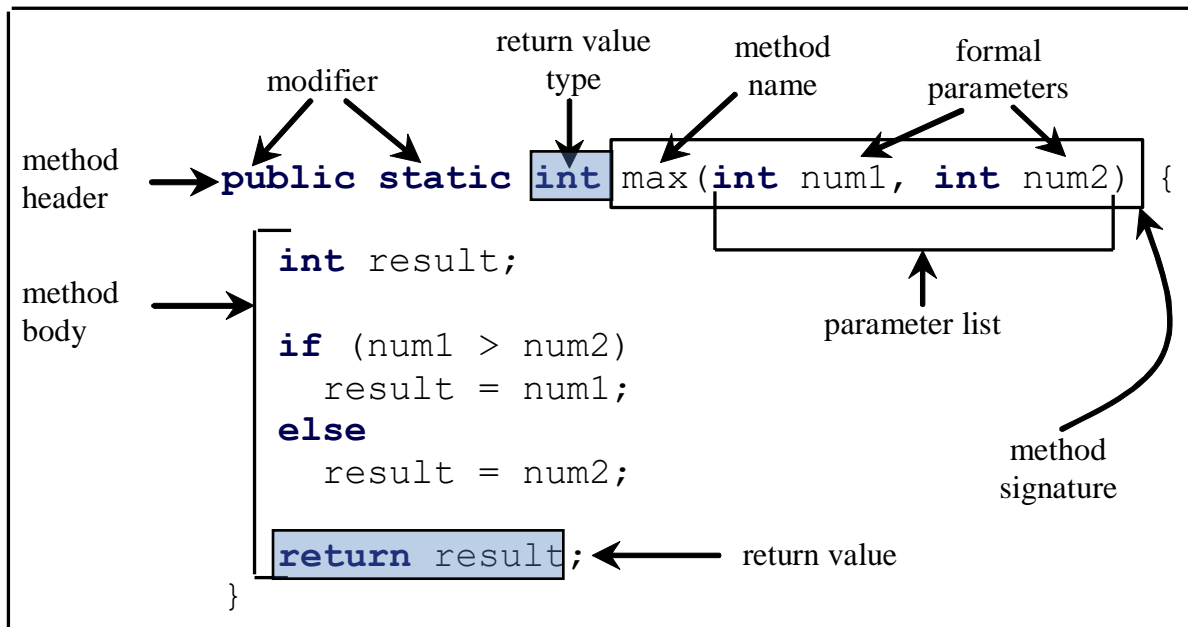 return value
type
method
name
formal
parameters
modifier
method
header
public static int max(int num1, int num2) {
method
body
int result;
parameter list
if (num1 > num2)
result = num1;
else
result = num2;
method
signature
return result;
return value
}